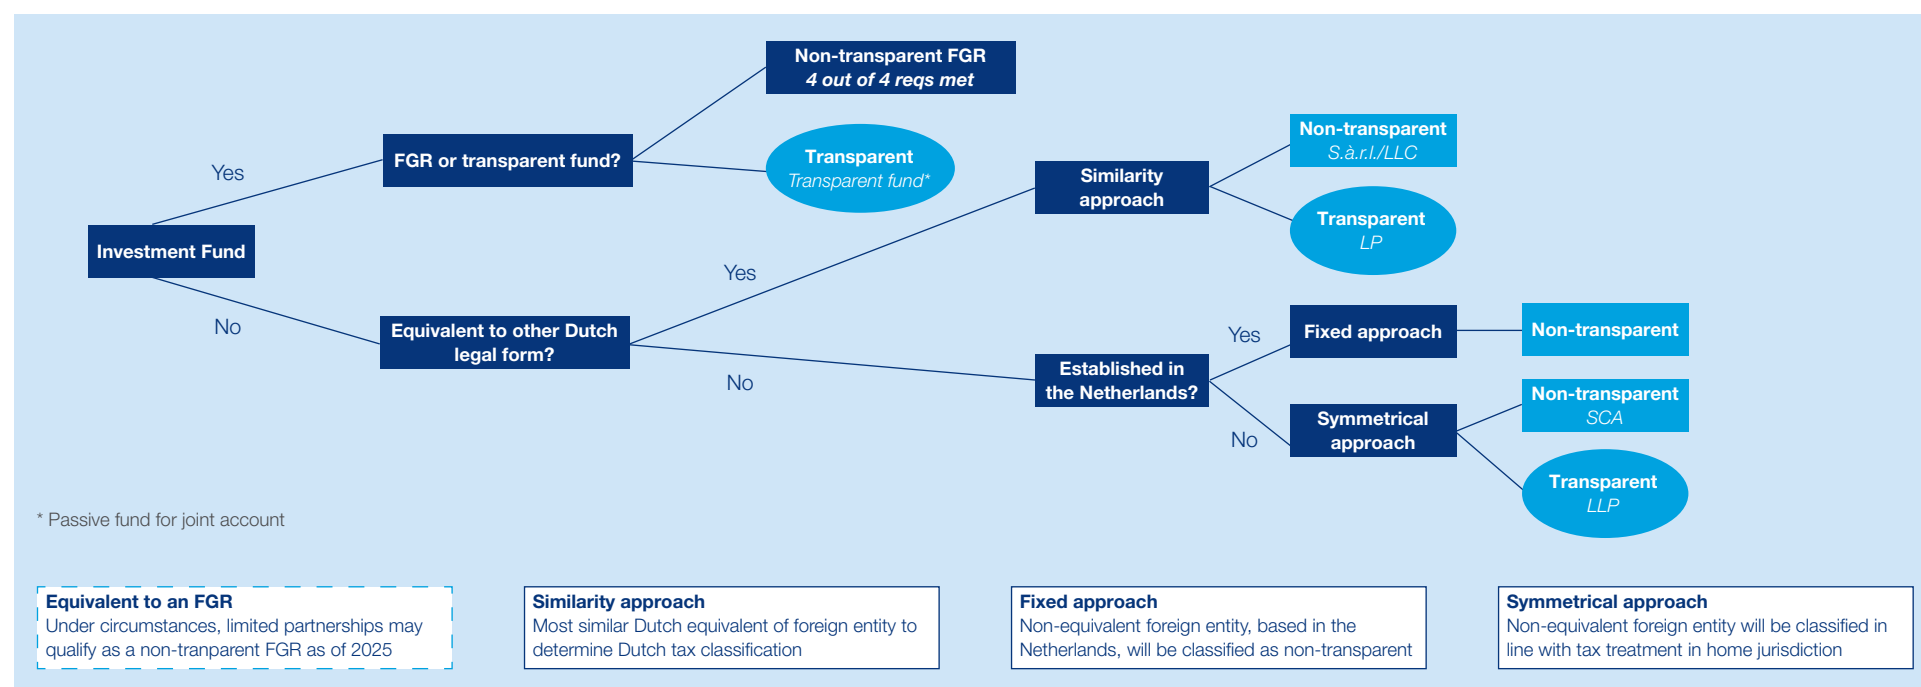 Non-transparent FGR
4 out of 4 reqs met
FGR or transparent fund?
Yes
Transparent
Transparent fund*
Investment Fund
No
Equivalent to other Dutch
legal form?
Yes
No
Similarity
approach
Non-transparent
S.à.r.l./LLC
Transparent
LP
Established in
the Netherlands?
Yes
No
Fixed approach
Non-transparent
Symmetrical
approach
Non-transparent
SCA
Transparent
LLP
* Passive fund for joint account
Equivalent to an FGR
Under circumstances, limited partnerships may
qualify as a non-tranparent FGR as of 2025
Similarity approach
Most similar Dutch equivalent of foreign entity to
determine Dutch tax classification
Fixed approach
Non-equivalent foreign entity, based in the
Netherlands, will be classified as non-transparent
Symmetrical approach
Non-equivalent foreign entity will be classified in
line with tax treatment in home jurisdiction